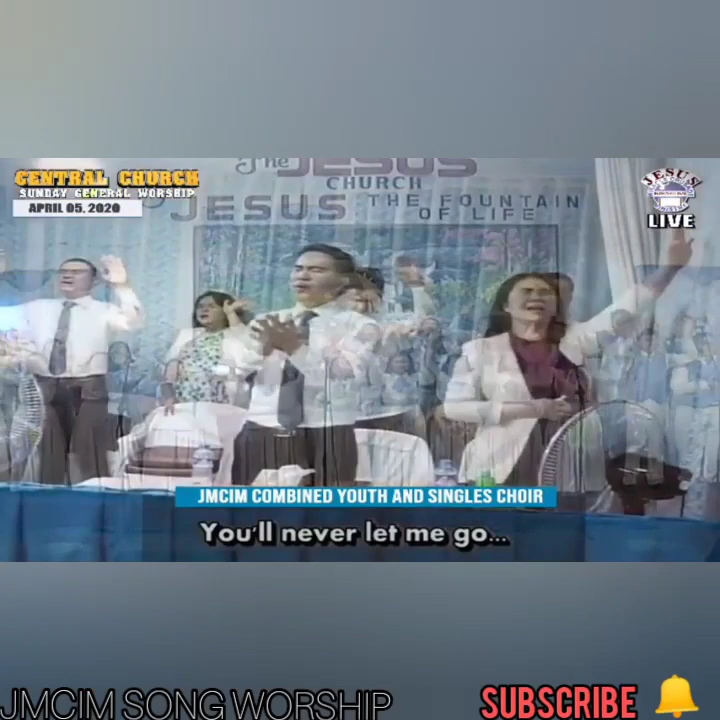 CENTRAL CHURCH
SUNDAY GENERAL WORSHIP
APRIL 05, 2020
The JESUS
CHURCH
JESUS THE FOUNTAIN
OF LIFE
JESUS
LIVE
JMCIM COMBINED YOUTH AND SINGLES CHOIR
You'll never let me go...
JMCIM SONG WORSHIP
SUBSCRIBE